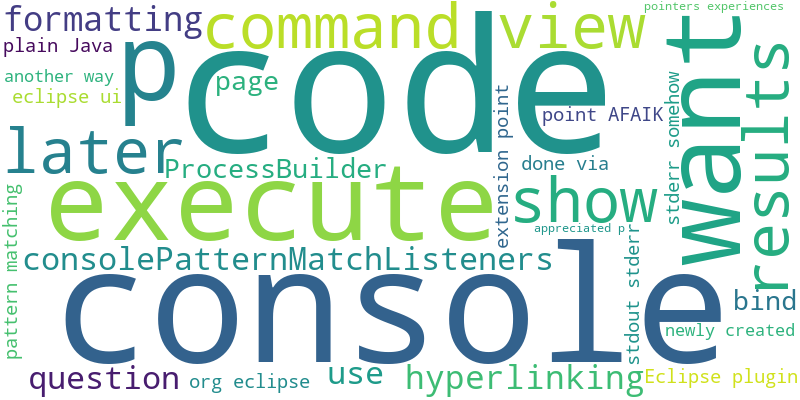 formatting
command
view
pointers experiences
plain Java
p
code
want
results
another way
page
eclipse ui
point AFAIK
extension point
stderr somehow
later
ProcessBuilder
done via
execute
show
pattern matching
appreciated p
consolePatternMatchListeners
stdout stderr
console
bind
newly created
question
org eclipse
use
hyperlinking
Eclipse plugin